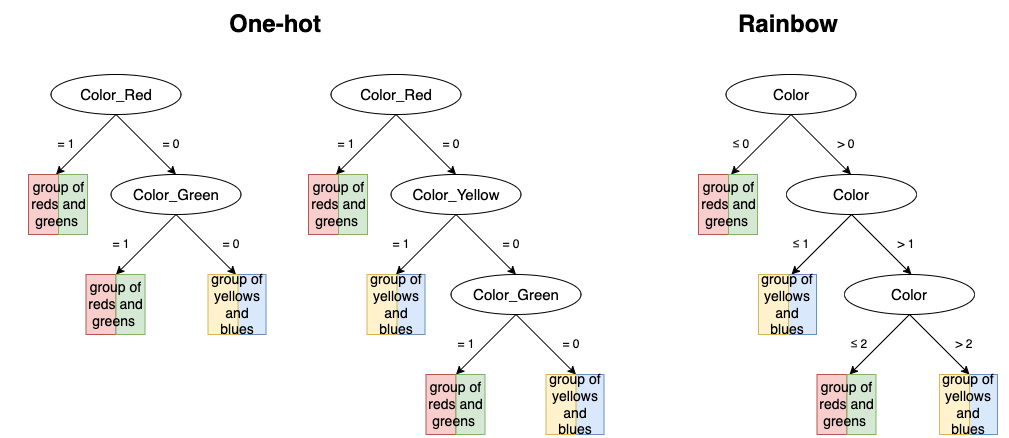 One-hot
Rainbow
Color_Red
= 1
= 0
group of
reds and
greens
Color_Green
= 1
= 0
group of
reds and
greens
group of
yellows
and
blues
Color_Red
= 1
= 0
group of
reds and
greens
Color_Yellow
= 1
= 0
group of
yellows
and
blues
Color_Green
= 1
= 0
group of
reds and
greens
group of
yellows
and
blues
Color
≤ 0
> 0
group of
reds and
greens
Color
≤ 1
> 1
group of
yellows
and
blues
Color
≤ 2
> 2
group of
reds and
greens
group of
yellows
and
blues